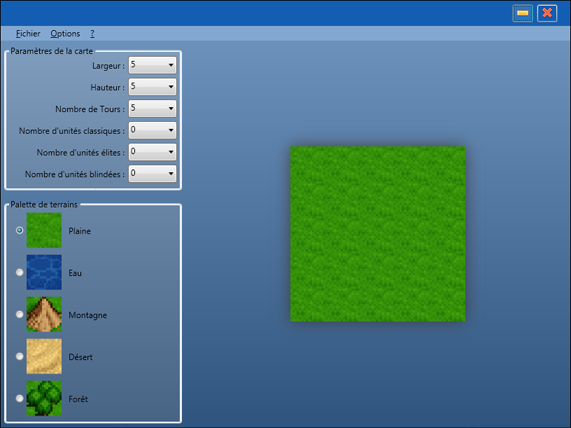 Fichier Options ?
Paramètres de la carte
Largeur : 5
Hauteur : 5
Nombre de Tours : 5
Nombre d'unités classiques : 0
Nombre d'unités élites : 0
Nombre d'unités blindées : 0
Palette de terrains
Plaine
Eau
Montagne
Désert
Forêt